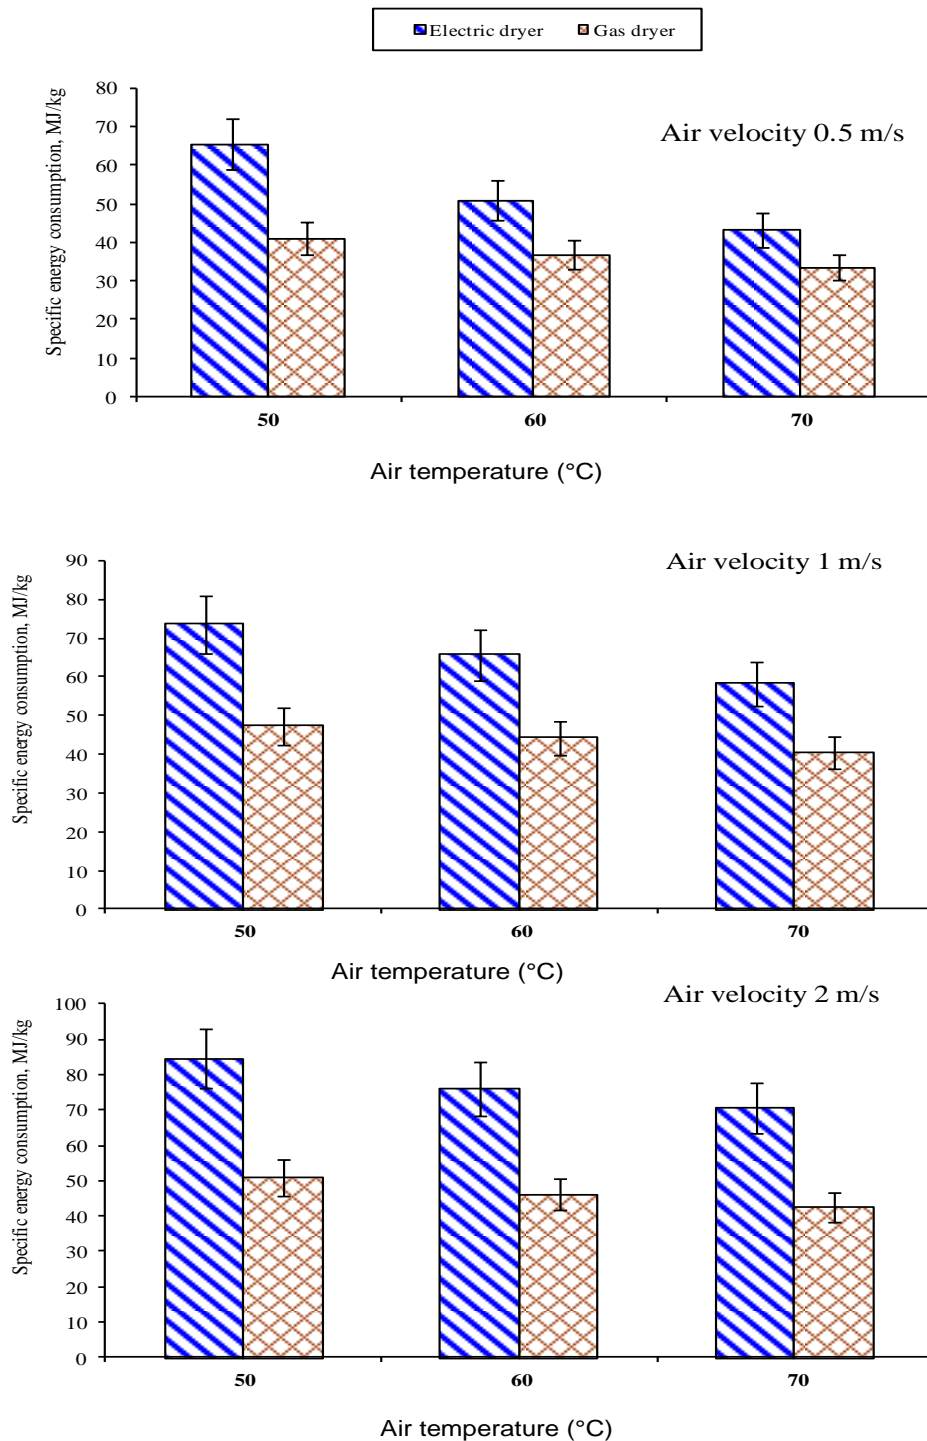 Electric dryer Gas dryer
Specific energy consumption, MJ/kg
Air velocity 0.5 m/s
80
70
60
50
40
30
20
10
0
50 60 70
Air temperature (°C)
Specific energy consumption, MJ/kg
Air velocity 1 m/s
90
80
70
60
50
40
30
20
10
0
50 60 70
Air temperature (°C)
Specific energy consumption, MJ/kg
Air velocity 2 m/s
100
90
80
70
60
50
40
30
20
10
0
50 60 70
Air temperature (°C)